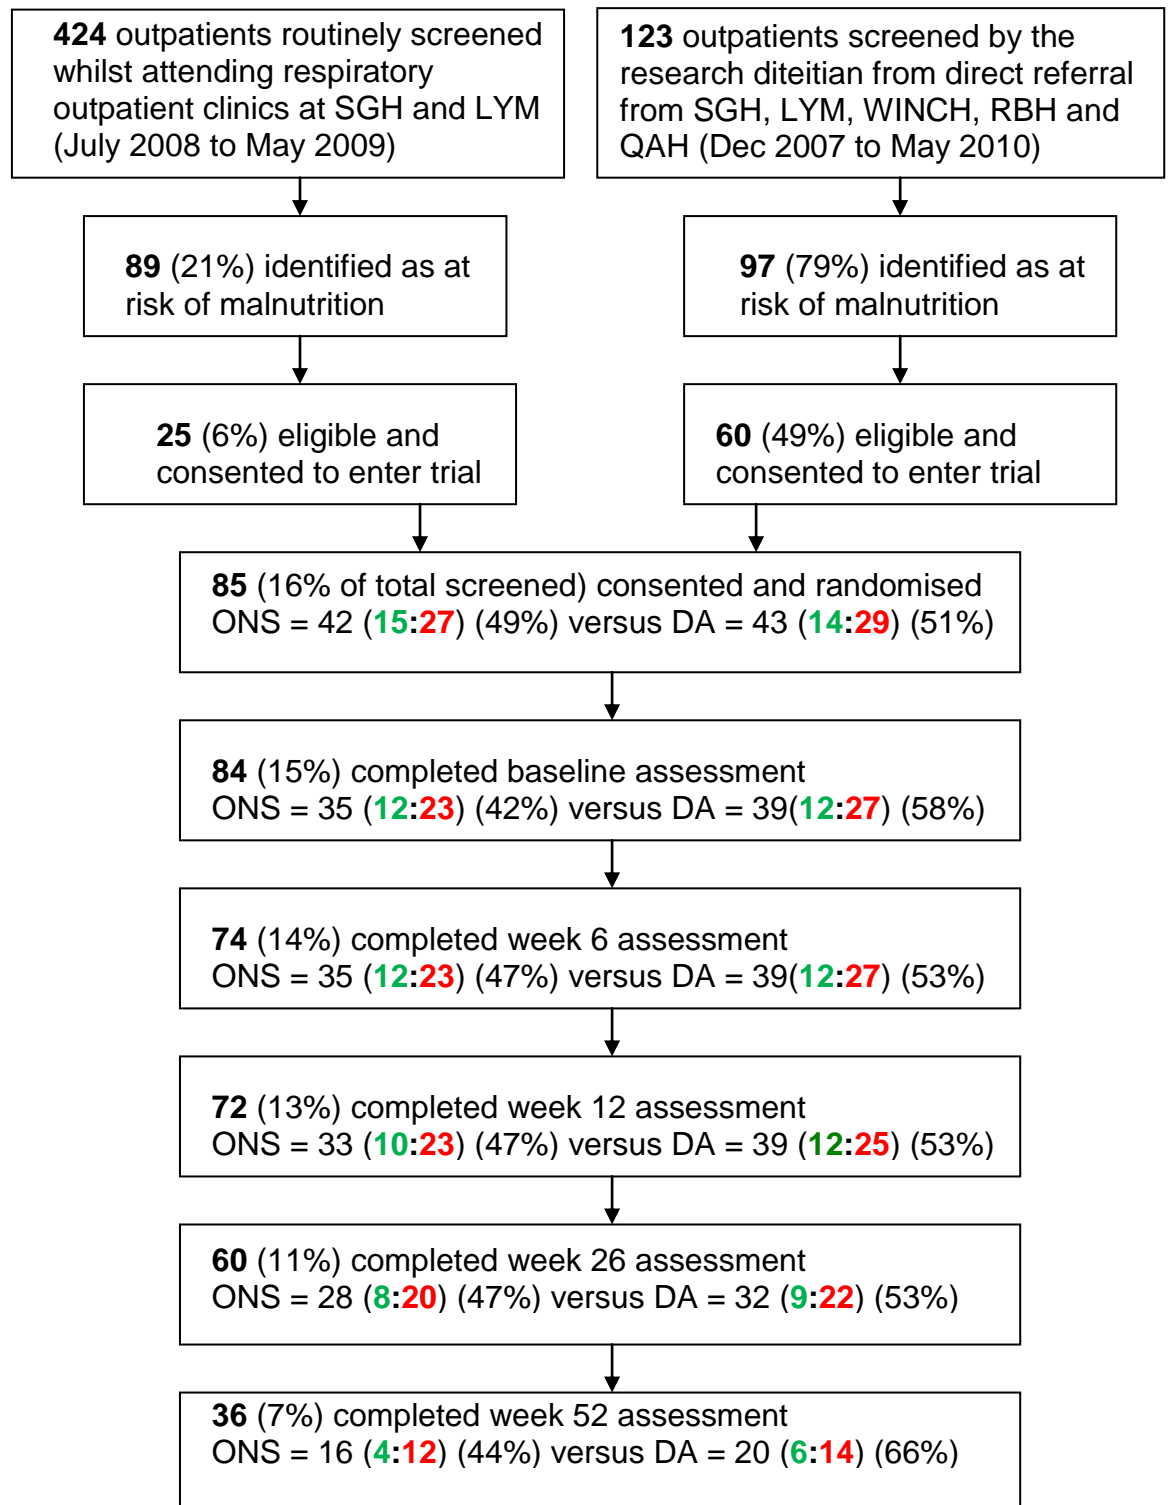 424 outpatients routinely screened
whilst attending respiratory
outpatient clinics at SGH and LYM
(July 2008 to May 2009)
123 outpatients screened by the
research diteitian from direct referral
from SGH, LYM, WINCH, RBH and
QAH (Dec 2007 to May 2010)
89 (21%) identified as at
risk of malnutrition
97 (79%) identified as at
risk of malnutrition
25 (6%) eligible and
consented to enter trial
60 (49%) eligible and
consented to enter trial
85 (16% of total screened) consented and randomised
ONS = 42 (15:27) (49%) versus DA = 43 (14:29) (51%)
84 (15%) completed baseline assessment
ONS = 35 (12:23) (42%) versus DA = 39(12:27) (58%)
74 (14%) completed week 6 assessment
ONS = 35 (12:23) (47%) versus DA = 39(12:27) (53%)
72 (13%) completed week 12 assessment
ONS = 33 (10:23) (47%) versus DA = 39 (12:25) (53%)
60 (11%) completed week 26 assessment
ONS = 28 (8:20) (47%) versus DA = 32 (9:22) (53%)
36 (7%) completed week 52 assessment
ONS = 16 (4:12) (44%) versus DA = 20 (6:14) (66%)